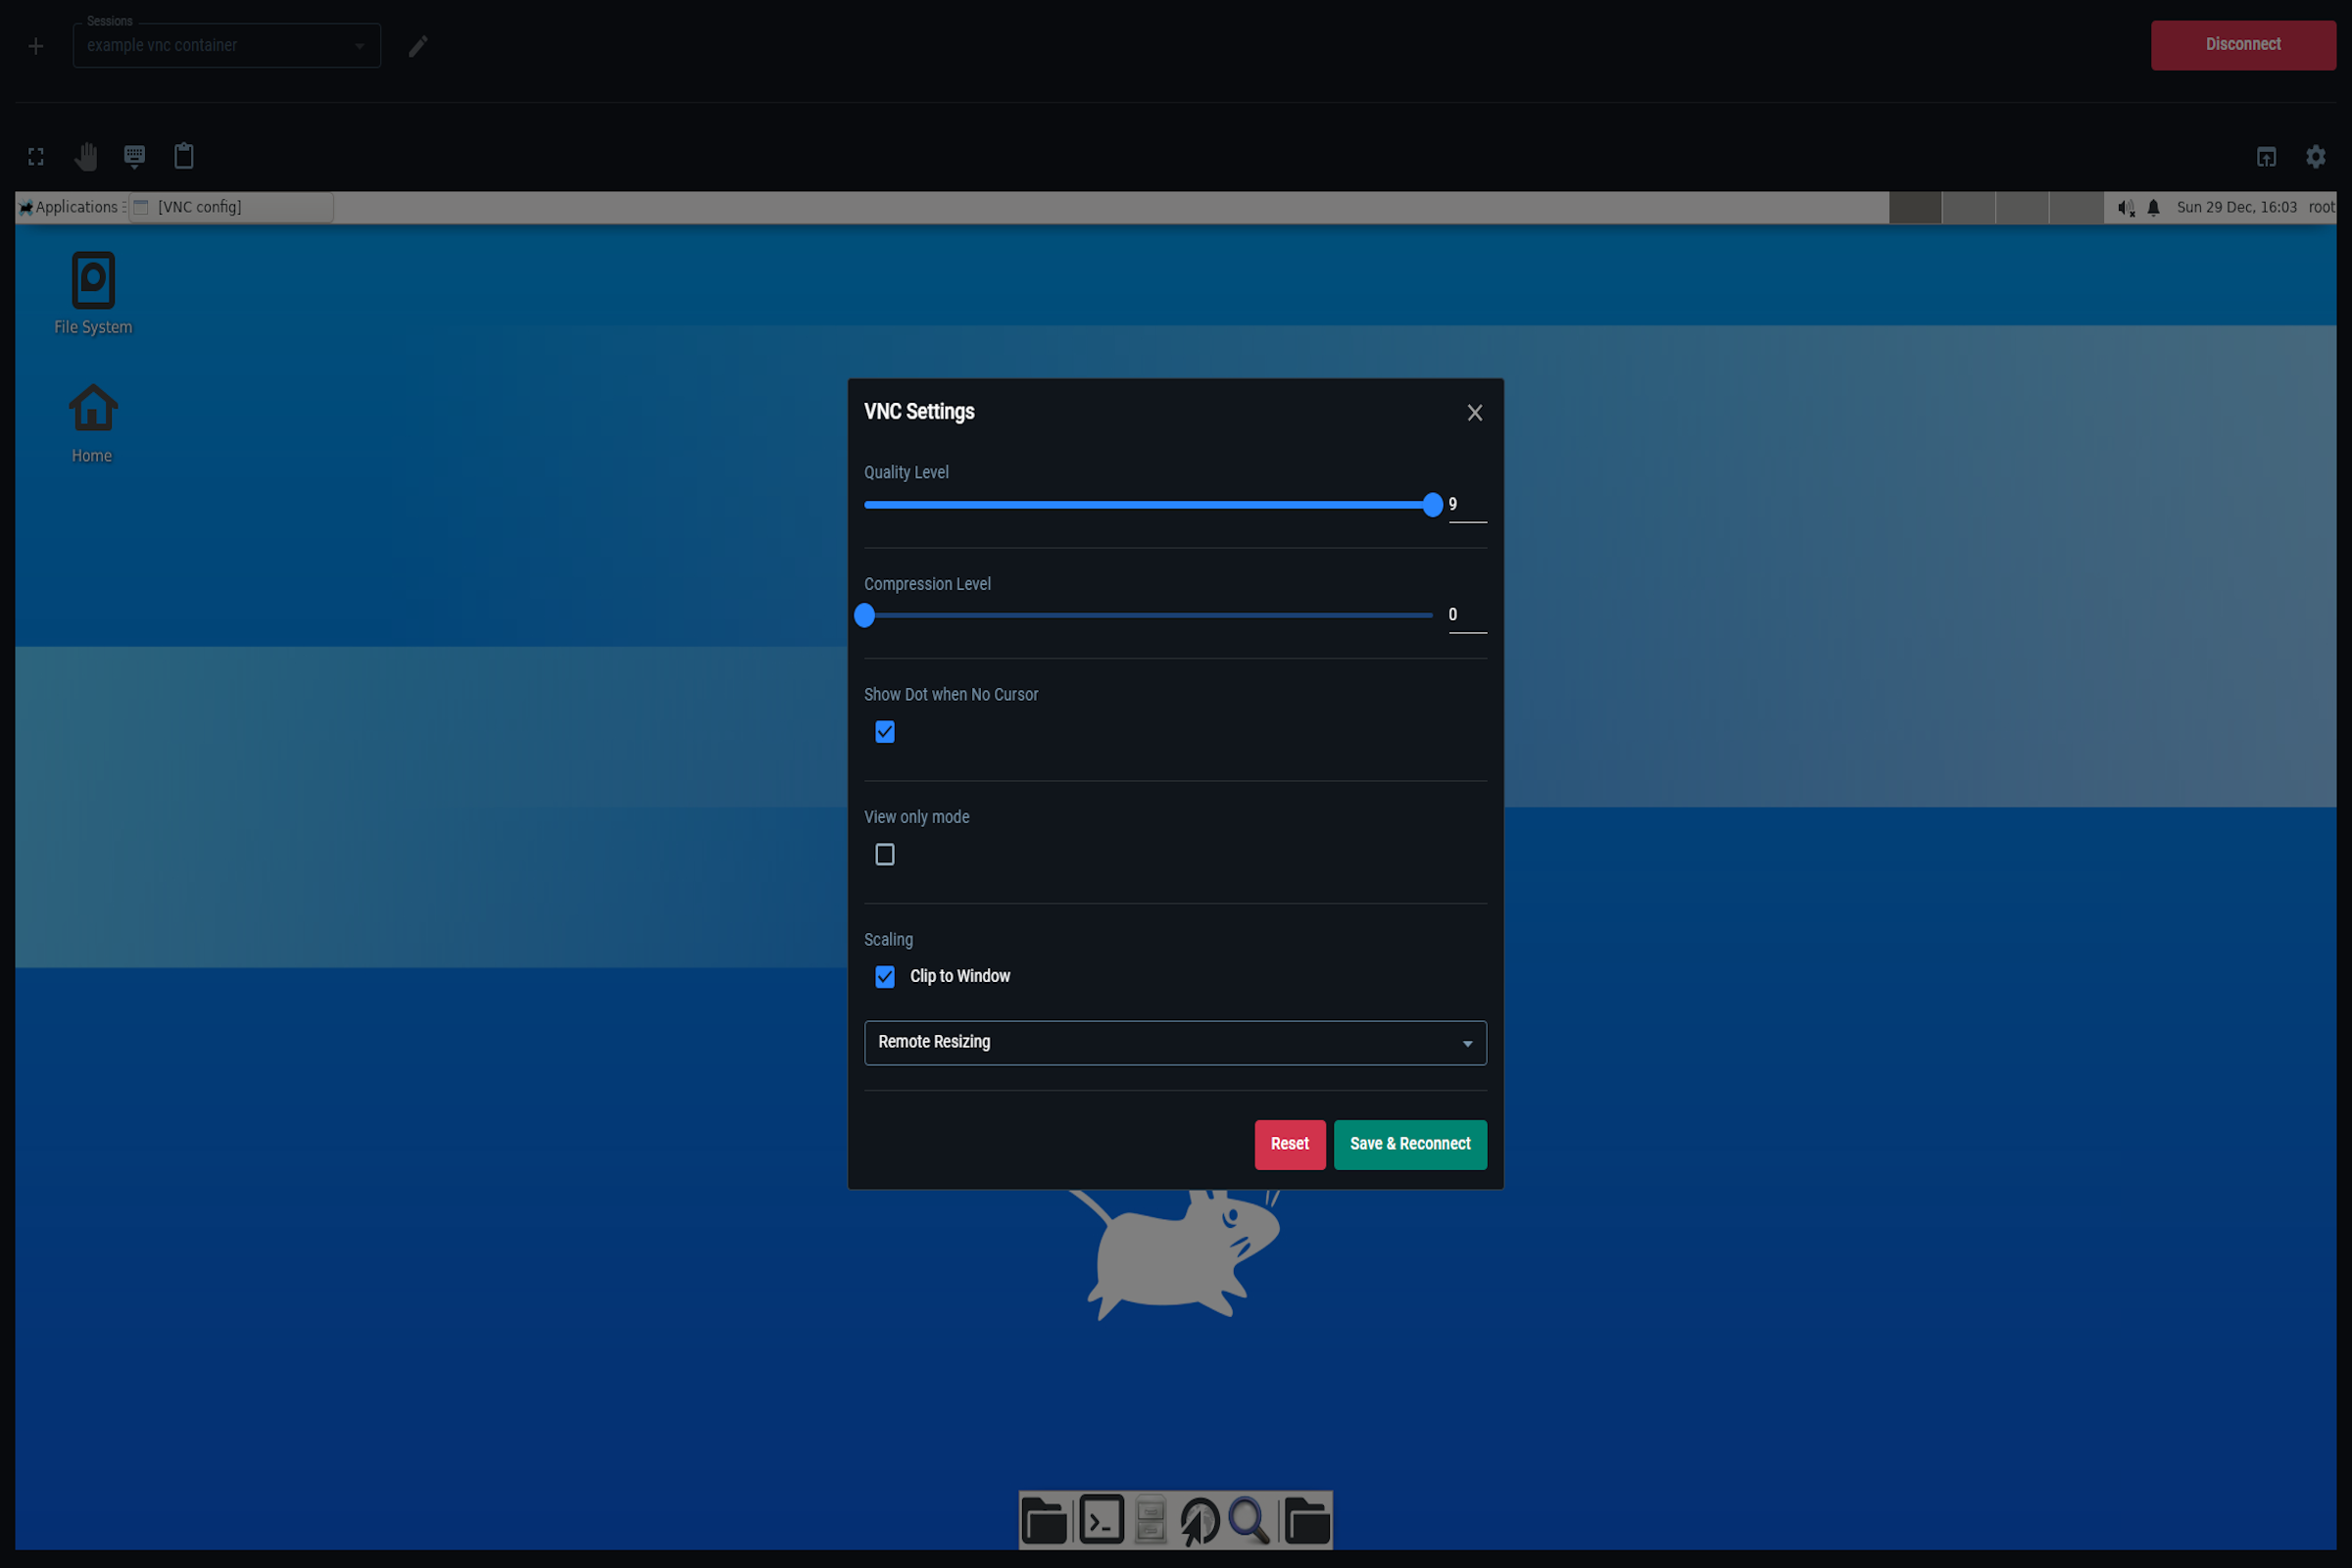 Sessions
example vnc container
Disconnect
Applications
[VNC config]
Sun 29 Dec, 16:03
root
File System
Home
VNC Settings
Quality Level
9
Compression Level
0
Show Dot when No Cursor
View only mode
Scaling
Clip to Window
Remote Resizing
Reset
Save & Reconnect